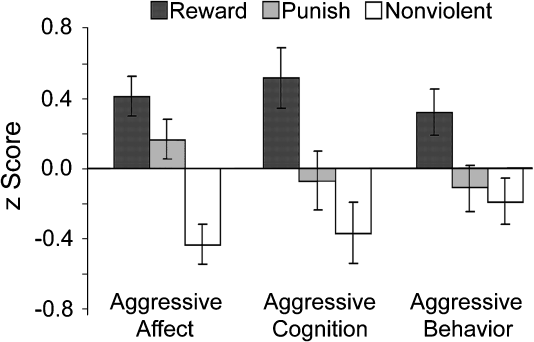 Reward Punish Nonviolent
0.8
0.4
0.0
-0.4
-0.8
z Score
Aggressive Affect
Aggressive Cognition
Aggressive Behavior